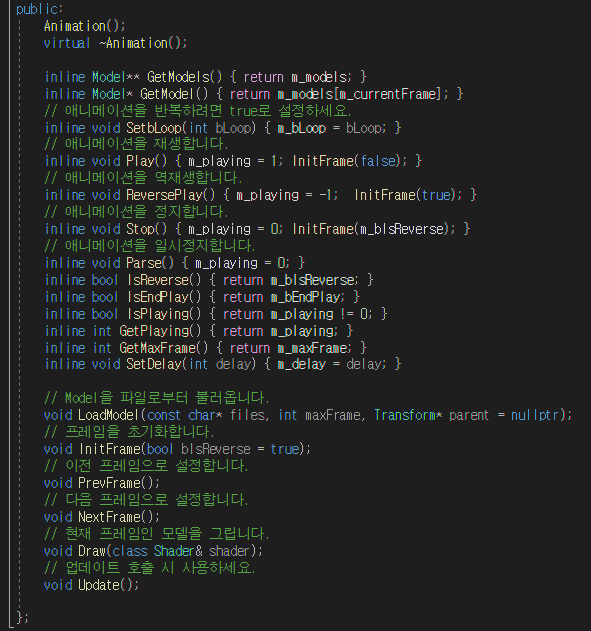 public:
Animation();
virtual ~Animation();
inline Model** GetModels() { return m_models; }
inline Model* GetModel() { return m_models[m_currentFrame]; }
// 애니메이션을 반복하려면 true로 설정하세요.
inline void SetbLoop(int bLoop) { m_bLoop = bLoop; }
// 애니메이션을 재생합니다.
inline void Play() { m_playing = 1; InitFrame(false); }
// 애니메이션을 역재생합니다.
inline void ReversePlay() { m_playing = -1;  InitFrame(true); }
// 애니메이션을 정지합니다.
inline void Stop() { m_playing = 0; InitFrame(m_bIsReverse); }
// 애니메이션을 일시정지합니다.
inline void Parse() { m_playing = 0; }
inline bool IsReverse() { return m_bIsReverse; }
inline bool IsEndPlay() { return m_bEndPlay; }
inline bool IsPlaying() { return m_playing != 0; }
inline int GetPlaying() { return m_playing; }
inline int GetMaxFrame() { return m_maxFrame; }
inline void SetDelay(int delay) { m_delay = delay; }
// Model을 파일로부터 불러옵니다.
void LoadModel(const char* files, int maxFrame, Transform* parent = nullptr);
// 프레임을 초기화합니다.
void InitFrame(bool bIsReverse = true);
// 이전 프레임으로 설정합니다.
void PrevFrame();
// 다음 프레임으로 설정합니다.
void NextFrame();
// 현재 프레임인 모델을 그립니다.
void Draw(class Shader& shader);
// 업데이트 호출 시 사용하세요.
void Update();
};